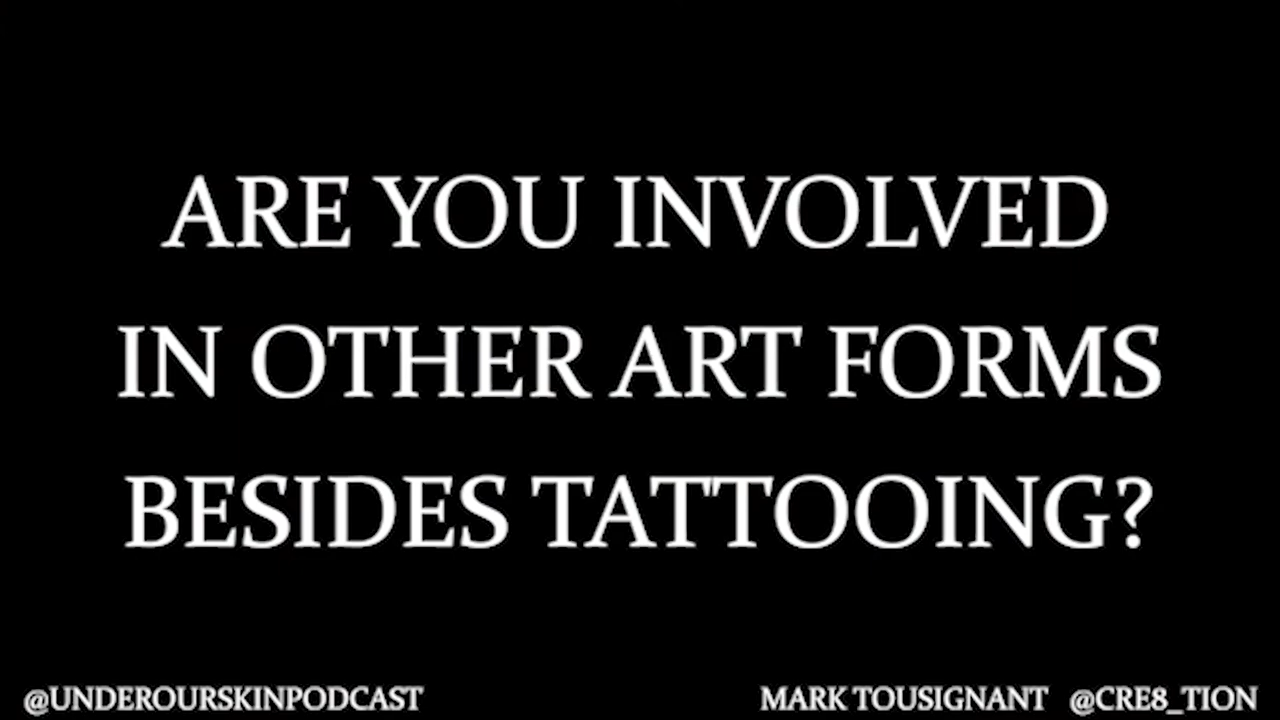 ARE YOU INVOLVED
IN OTHER ART FORMS
BESIDES TATTOOING?
@UNDEROURSKINPODCAST MARK TOUSIGNANT @CRE8_TION